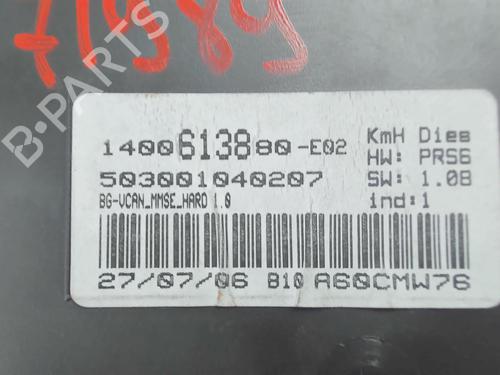 711989
B-PARTS
1400613880-E02 KmH Dies
HW: PRS6
503001040207 SW: 1.08
BG-VCAN_MMSE_HARD 1.0 ind:1
27/07/06 B10 A60CMW76